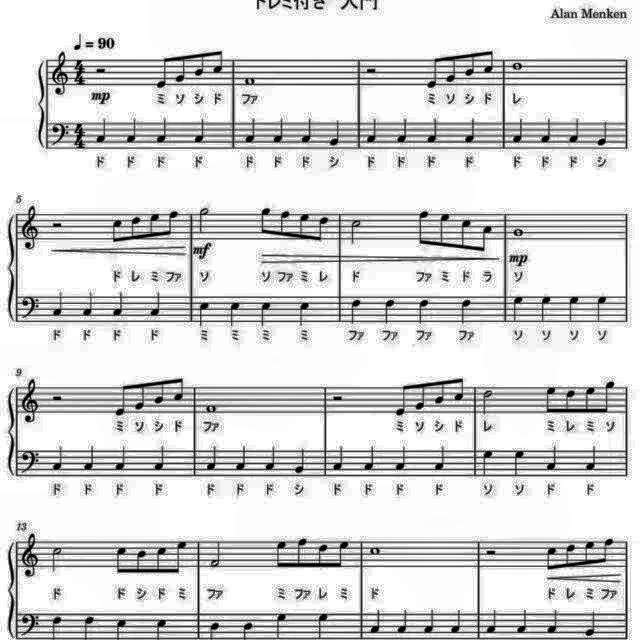 ドレミ付き 入門
Alan Menken
♩ = 90
mp ミ ソ シ ド ファ ミ ソ シ ド レ
ド ド ド ド ド ド ド シ ド ド ド ド ド ド ド シ
5
mf
mp
ド レ ミ ファ ソ ソ ファ ミ レ ド ファ ミ ド ラ ソ
ド ド ド ド ミ ミ ミ ミ ファ ファ ファ ファ ソ ソ ソ ソ
9
ミ ソ シ ド ファ ミ ソ シ ド レ ミ レ ミ ソ
ド ド ド ド ド ド ド シ ド ド ド ド ソ ソ ド ド
13
ド ド シ ド ミ ファ ミ ファ レ ミ ド ド レ ミ ファ